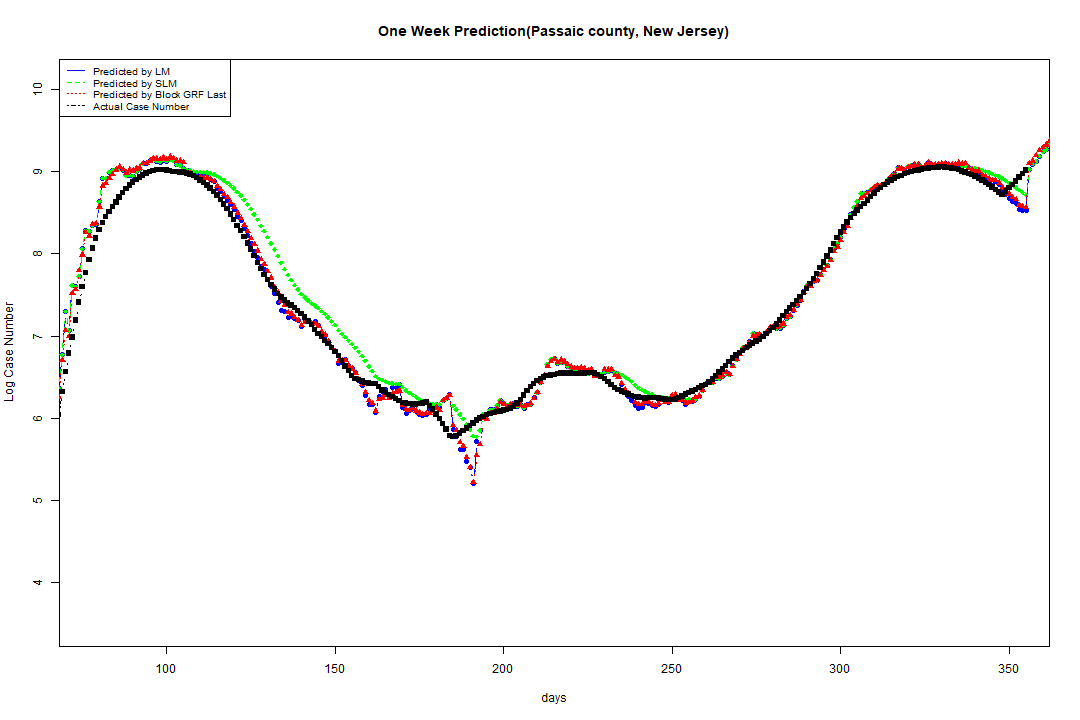 One Week Prediction(Passaic county, New Jersey)
Predicted by LM
Predicted by SLM
Predicted by Block GRF Last
Actual Case Number
Log Case Number
10
9
8
7
6
5
4
100 150 200 250 300 350
days